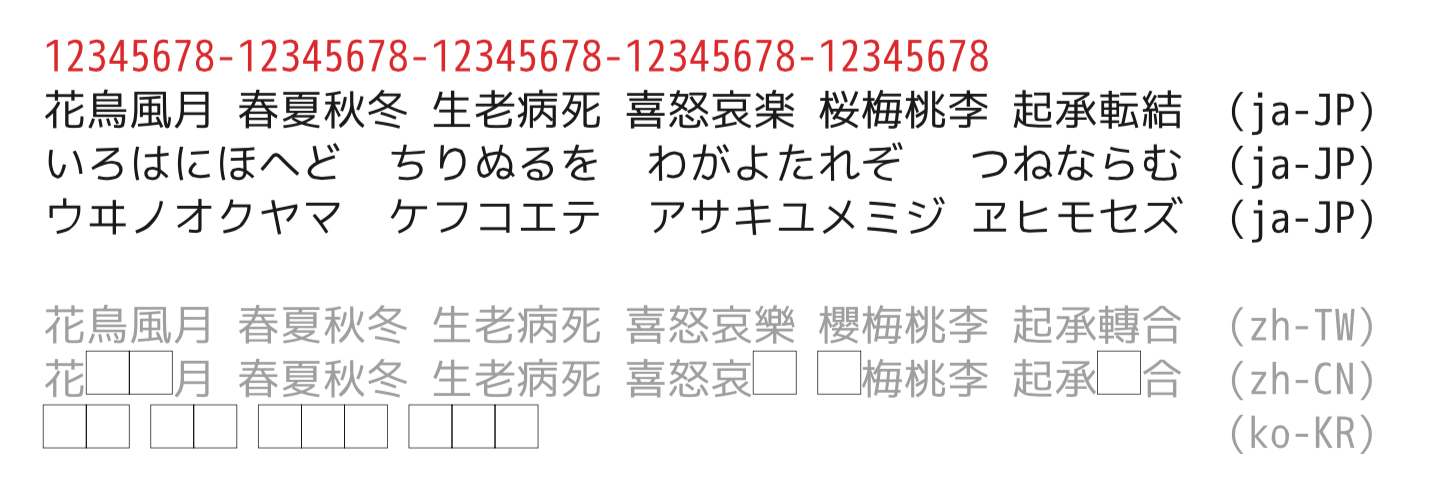 12345678-12345678-12345678-12345678-12345678
花鳥風月 春夏秋冬 生老病死 喜怒哀楽 桜梅桃李 起承転結 (ja-JP)
いろはにほへど　ちりぬるを　わがよたれぞ　つねならむ (ja-JP)
ウヰノオクヤマ　ケフコエテ　アサキユメミジ ヱヒモセズ (ja-JP)
花鳥風月 春夏秋冬 生老病死 喜怒哀樂 櫻梅桃李 起承轉合 (zh-TW)
花□□月 春夏秋冬 生老病死 喜怒哀□ □梅桃李 起承□合 (zh-CN)
□□ □□ □□□ □□□ (ko-KR)